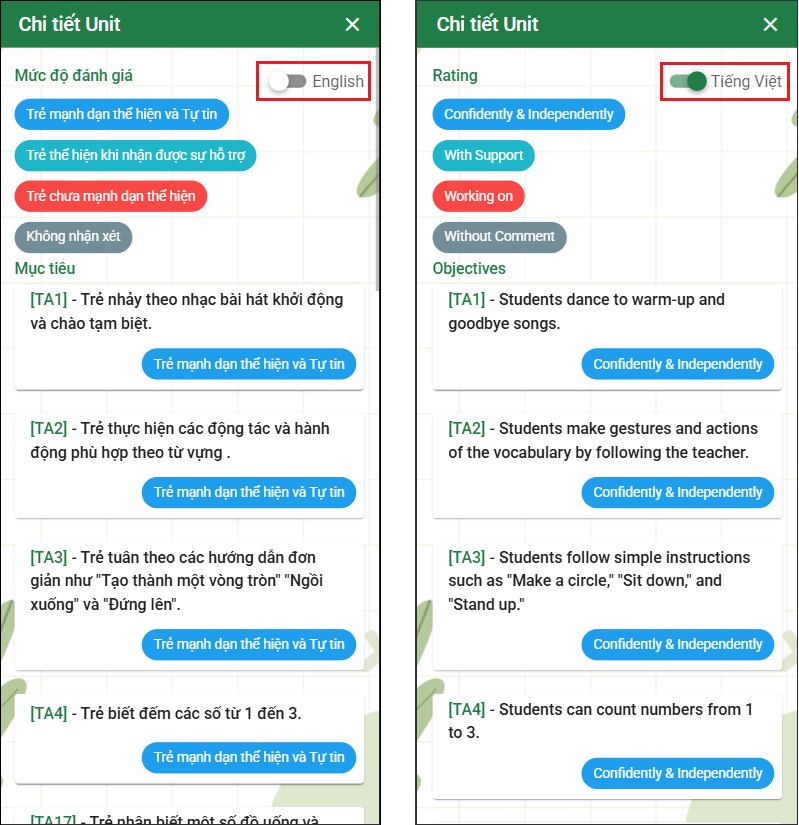 Chi tiết Unit
Mức độ đánh giá
English
Trẻ mạnh dạn thể hiện và Tự tin
Trẻ thể hiện khi nhận được sự hỗ trợ
Trẻ chưa mạnh dạn thể hiện
Không nhận xét
Mục tiêu
[TA1] - Trẻ nhảy theo nhạc bài hát khởi động
và chào tạm biệt.
Trẻ mạnh dạn thể hiện và Tự tin
[TA2] - Trẻ thực hiện các động tác và hành
động phù hợp theo từ vựng .
Trẻ mạnh dạn thể hiện và Tự tin
[TA3] - Trẻ tuân theo các hướng dẫn đơn
giản như "Tạo thành một vòng tròn" "Ngồi
xuống" và "Đứng lên".
Trẻ mạnh dạn thể hiện và Tự tin
[TA4] - Trẻ biết đếm các số từ 1 đến 3.
Trẻ mạnh dạn thể hiện và Tự tin
[TA17] - Trẻ nhận biết một số đồ uống và
Chi tiết Unit
Rating
Tiếng Việt
Confidently & Independently
With Support
Working on
Without Comment
Objectives
[TA1] - Students dance to warm-up and
goodbye songs.
Confidently & Independently
[TA2] - Students make gestures and actions
of the vocabulary by following the teacher.
Confidently & Independently
[TA3] - Students follow simple instructions
such as "Make a circle," "Sit down," and
"Stand up."
Confidently & Independently
[TA4] - Students can count numbers from 1
to 3.
Confidently & Independently